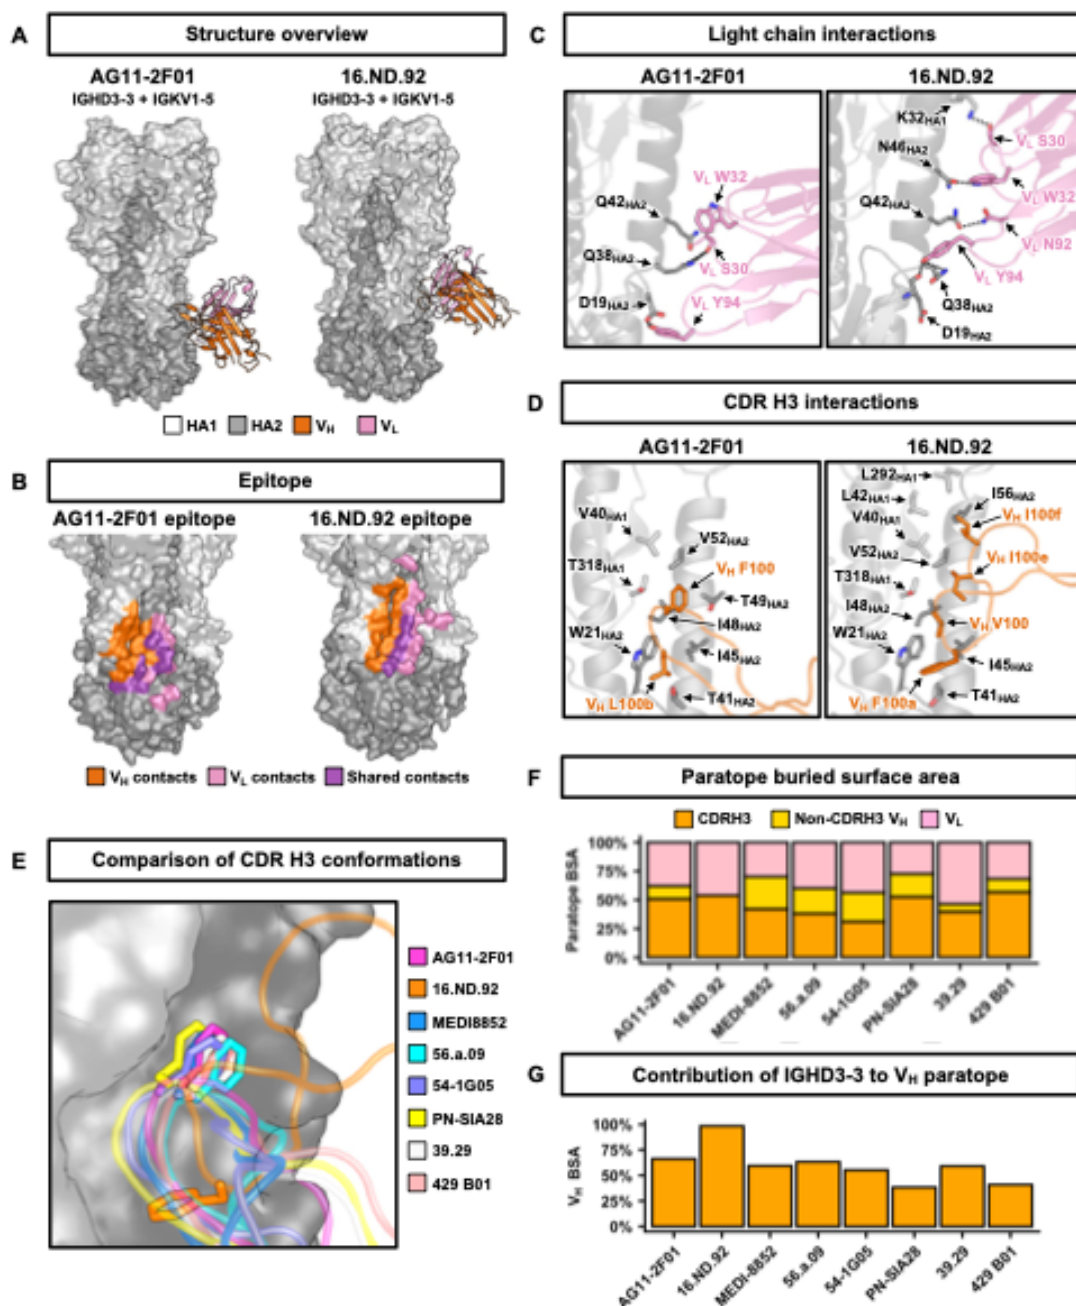 A
Structure overview
AG11-2F01
IGHD3-3 + IGKV1-5
16.ND.92
IGHD3-3 + IGKV1-5
HA1 HA2 VH VL
B
Epitope
AG11-2F01 epitope
16.ND.92 epitope
VH contacts VL contacts Shared contacts
C
Light chain interactions
AG11-2F01
Q42HA2
Q38HA2
D19HA2
VL W32
VL S30
VL Y94
16.ND.92
K32HA1
N46HA2
Q42HA2
VL S30
VL W32
VL N92
VL Y94
Q38HA2
D19HA2
D
CDR H3 interactions
AG11-2F01
V40HA1
V52HA2
T318HA1
VH F100
T49HA2
I48HA2
W21HA2
I45HA2
VH L100b
T41HA2
16.ND.92
L292HA1
L42HA1
I56HA2
V40HA1
VH I100f
V52HA2
VH I100e
T318HA1
I48HA2
VH V100
W21HA2
I45HA2
VH F100a
T41HA2
E
Comparison of CDR H3 conformations
AG11-2F01
16.ND.92
MEDI8852
56.a.09
54-1G05
PN-SIA28
39.29
429 B01
F
Paratope buried surface area
CDRH3 Non-CDRH3 VH VL
Paratope BSA
100%
75%
50%
25%
0%
AG11-2F01
16.ND.92
MEDI-8852
56.a.09
54-1G05
PN-SIA28
39.29
429 B01
G
Contribution of IGHD3-3 to VH paratope
VH BSA
100%
75%
50%
25%
0%
AG11-2F01
16.ND.92
MEDI-8852
56.a.09
54-1G05
PN-SIA28
39.29
429 B01